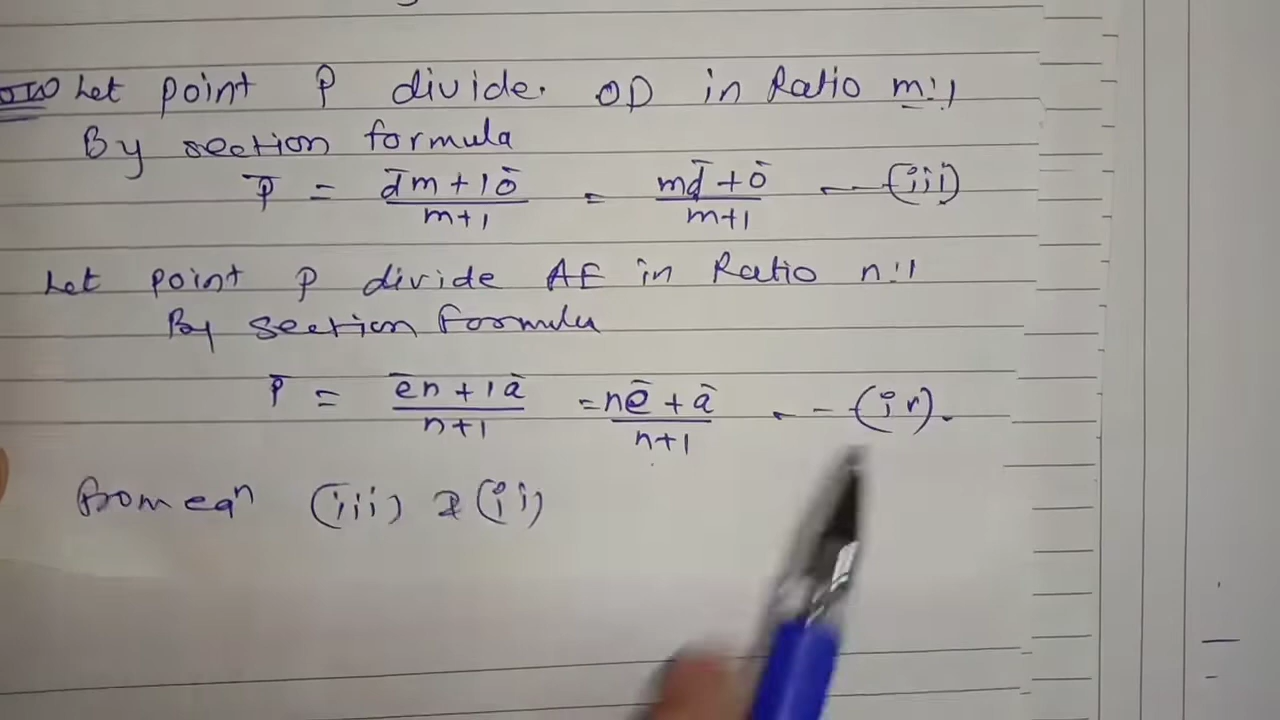 Let point P divide. OD in Ratio m:1
By section formula
P̄ = d̄m + 1ō / m+1 = md̄ + ō / m+1 --- (iii)
Let point P divide AE in Ratio n:1
By section formula
P̄ = ēn + 1ā / n+1 = nē + ā / n+1 --- (iv).
From eqn (iii) & (ii)